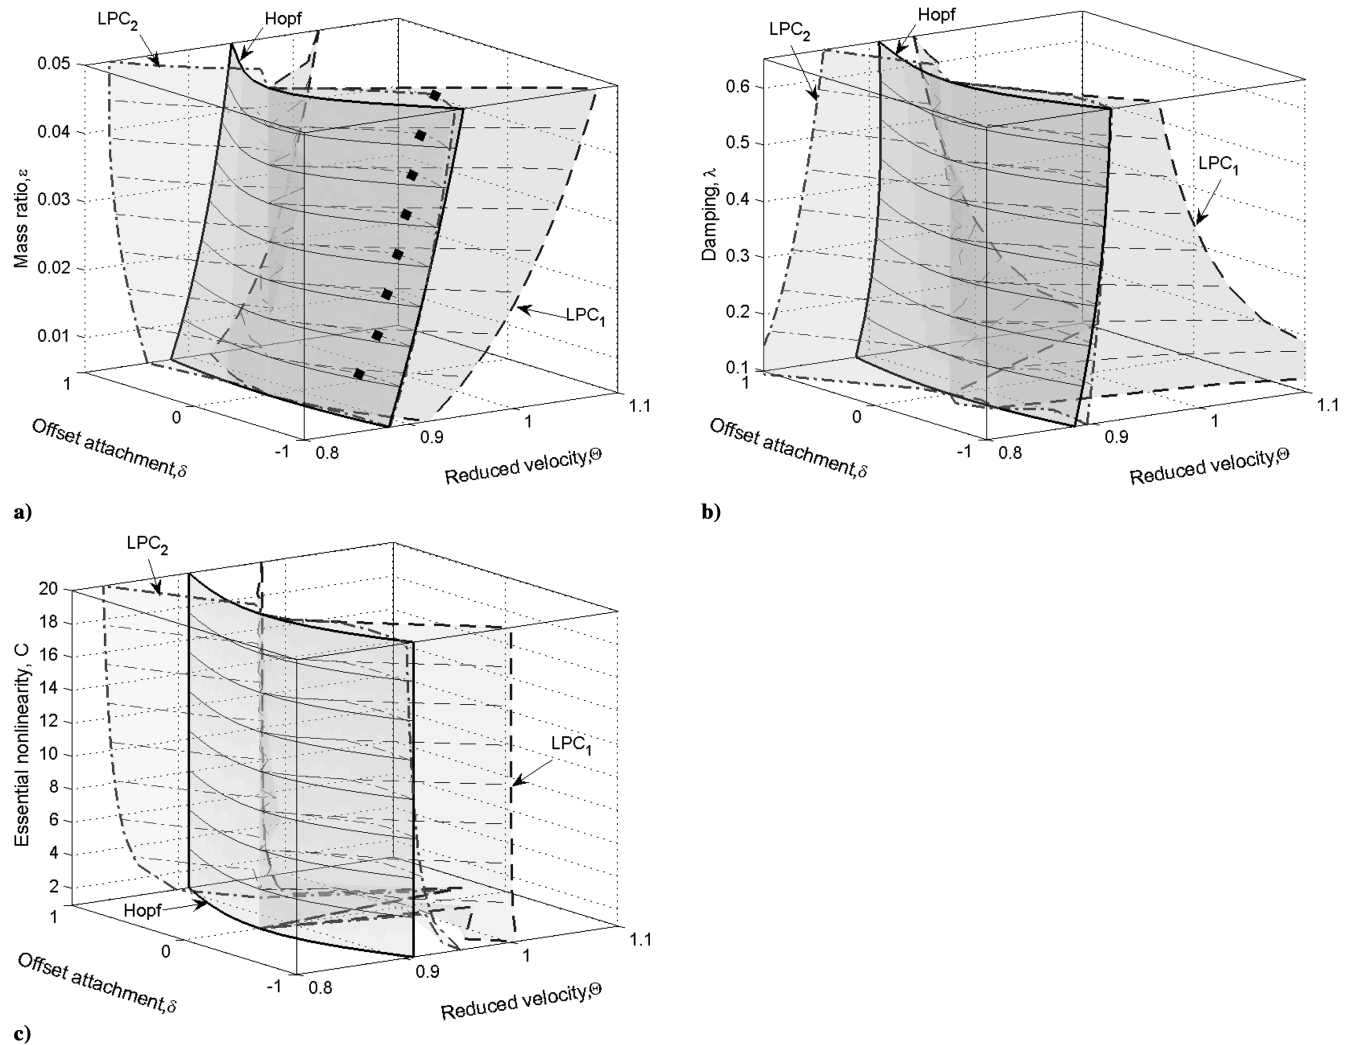 LPC2
Hopf
0.05
0.04
0.03
0.02
0.01
Mass ratio,ε
1
0
-1
Offset attachment,δ
0.8
0.9
1
1.1
Reduced velocity,Θ
LPC1
a)
LPC2
Hopf
0.6
0.5
0.4
0.3
0.2
0.1
Damping, λ
1
0
-1
Offset attachment,δ
0.8
0.9
1
1.1
Reduced velocity,Θ
LPC1
b)
LPC2
20
18
16
14
12
10
8
6
4
2
Essential nonlinearity, C
Hopf
1
0
-1
Offset attachment,δ
0.8
0.9
1
1.1
Reduced velocity,Θ
LPC1
c)